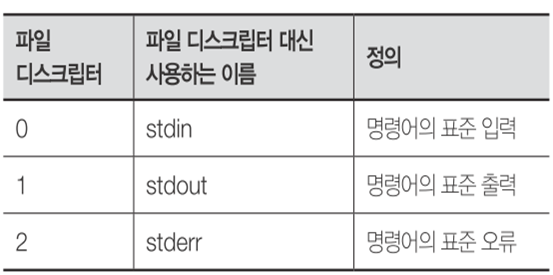 파일
디스크립터
파일 디스크립터 대신
사용하는 이름
정의
0 stdin 명령어의 표준 입력
1 stdout 명령어의 표준 출력
2 stderr 명령어의 표준 오류